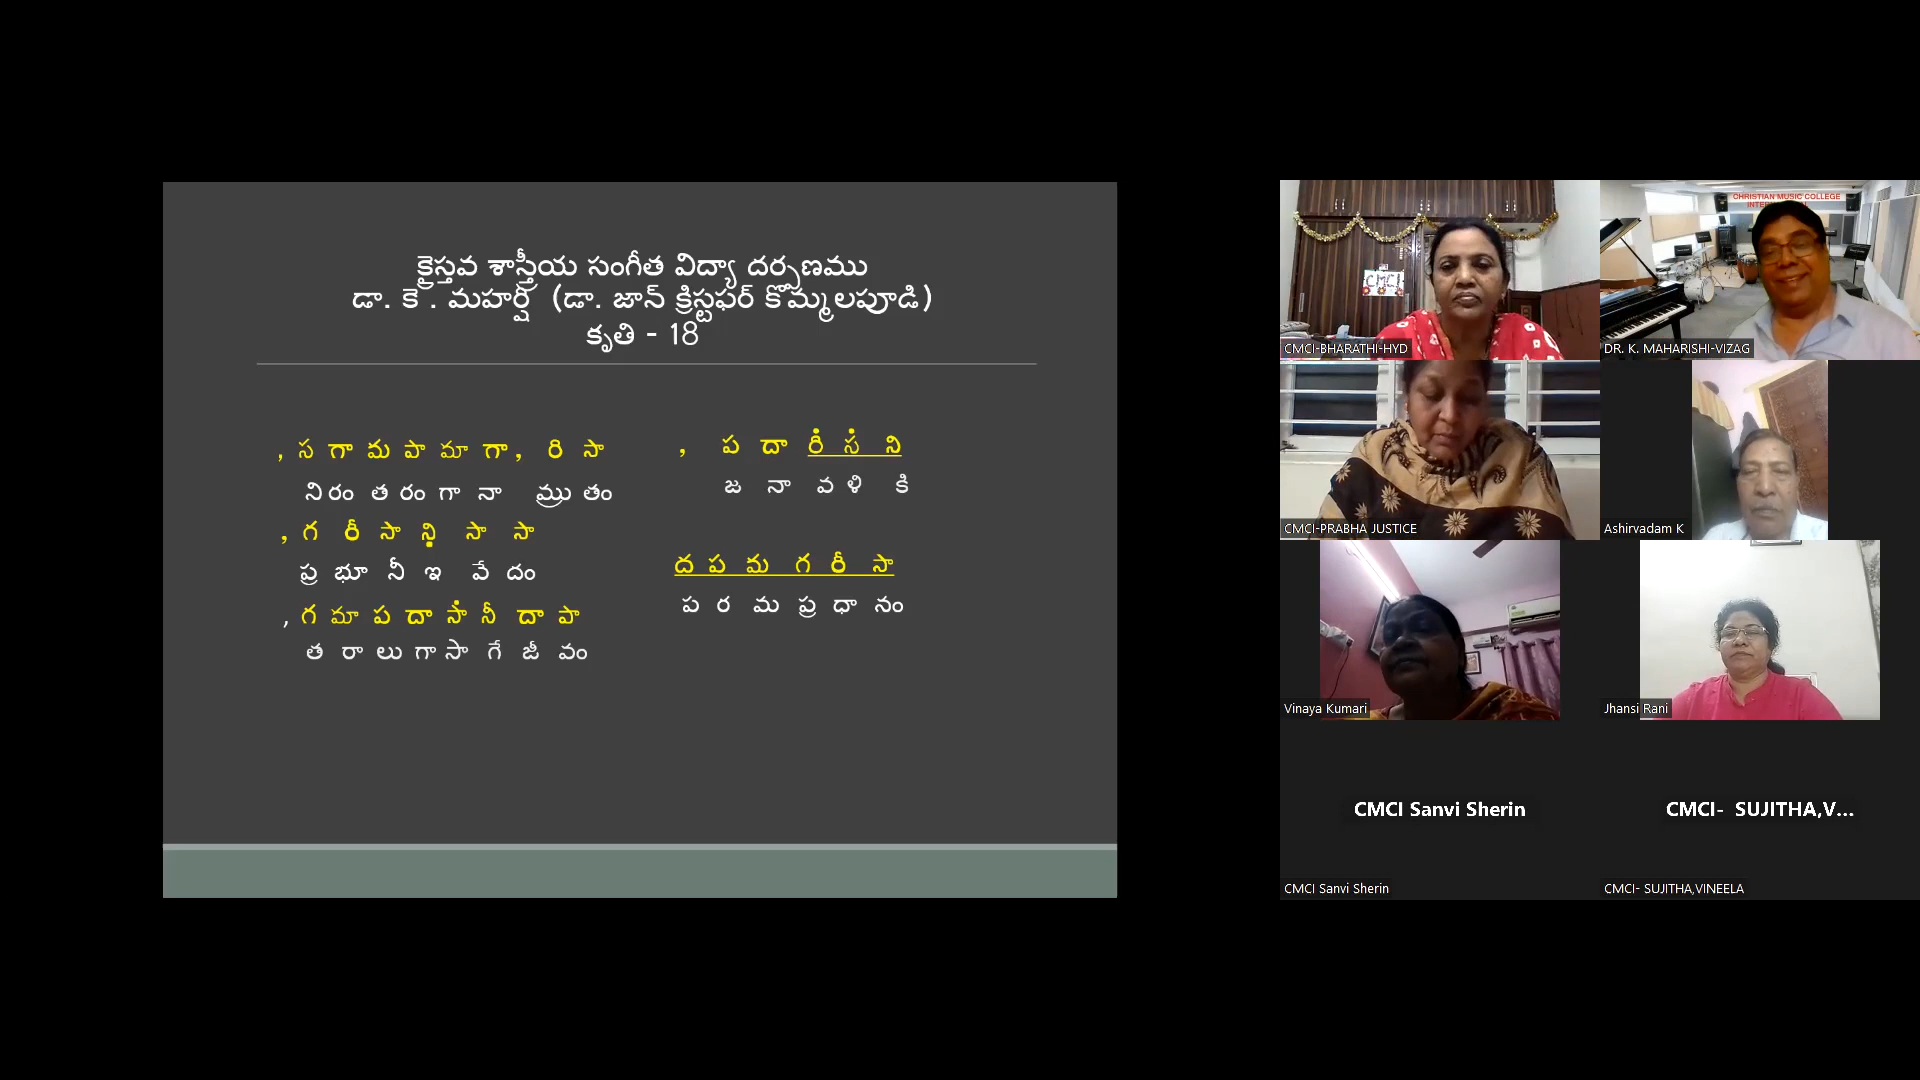 క్రైస్తవ శాస్త్రీయ సంగీత విద్యా దర్పణము
డా. కె . మహర్షి (డా. జాన్ క్రిస్టఫర్ కొమ్మలపూడి)
కృతి - 18
, స గా మ పా మా గా, రి సా
నిరం త రం గా నా మ్రు తం
, గ రీ సా ని̣ సా సా
ప్ర భూ నీ ఇ వే దం
, గ మా ప దా సా̇ నీ దా పా
త రా లు గా సా గే జీ వం
, ప దా రి̇ స̇ ని
జ నా వ ళి కి
ద ప మ గ రీ సా
ప ర మ ప్ర ధా నం
CHRISTIAN MUSIC COLLEGE
CMCI
CMCI-BHARATHI-HYD
DR. K. MAHARISHI-VIZAG
CMCI-PRABHA JUSTICE
Ashirvadam K
Vinaya Kumari
Jhansi Rani
CMCI Sanvi Sherin
CMCI- SUJITHA,V...
CMCI Sanvi Sherin
CMCI- SUJITHA,VINEELA